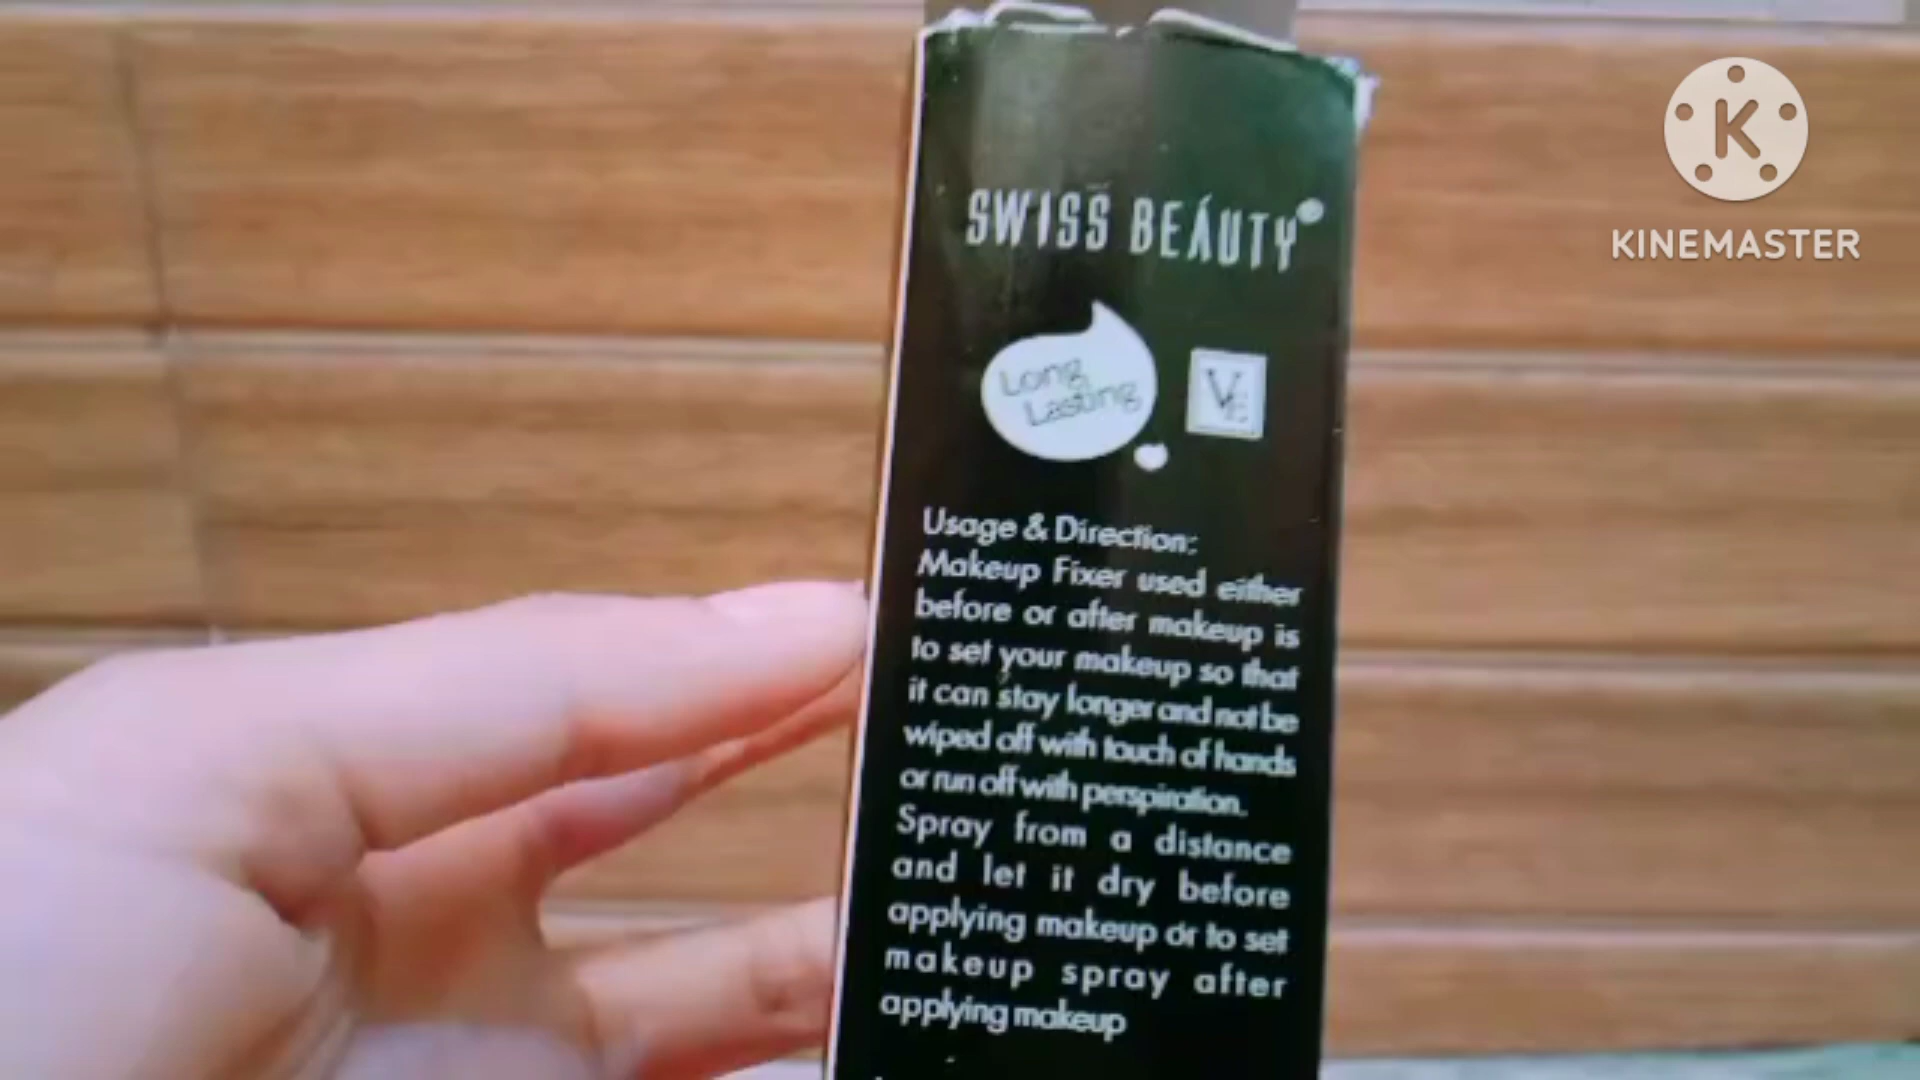 SWISS BEÁUTY
Long
Lasting
VE
Usage & Direction:
Makeup Fixer used either
before or after makeup is
to set your makeup so that
it can stay longer and not be
wiped off with touch of hands
or run off with perspiration.
Spray from a distance
and let it dry before
applying makeup or to set
makeup spray after
applying makeup
K
KINEMASTER